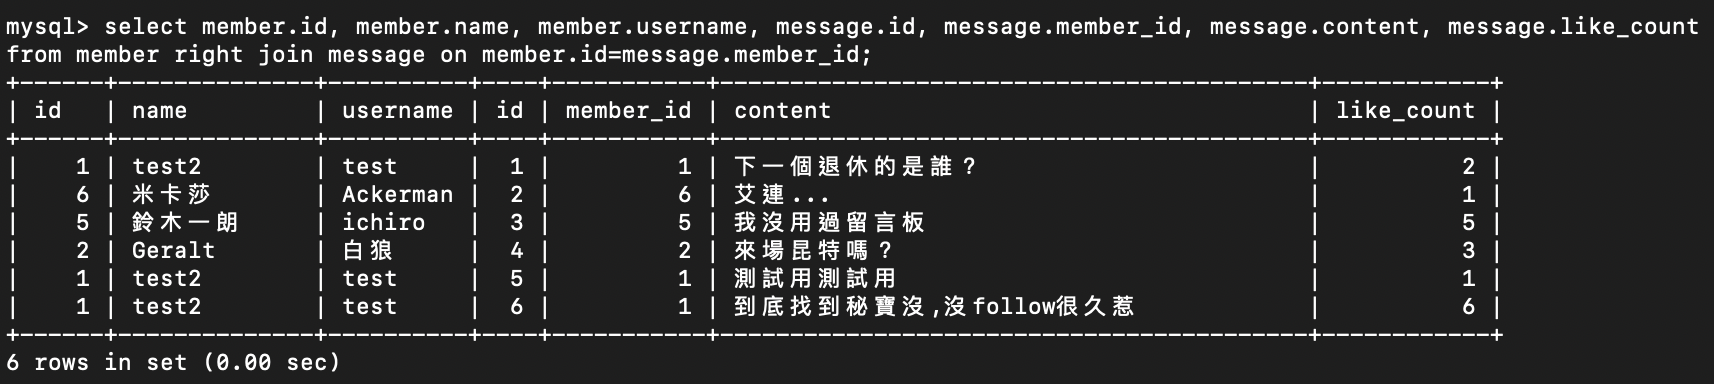 mysql> select member.id, member.name, member.username, message.id, message.member_id, message.content, message.like_count
from member right join message on member.id=message.member_id;
+------+--------------+----------+----+-----------+------------------------------------------+------------+
| id   | name         | username | id | member_id | content                                  | like_count |
+------+--------------+----------+----+-----------+------------------------------------------+------------+
|    1 | test2        | test     |  1 |         1 | 下一個退休的是誰？ |          2 |
|    6 | 米卡莎 | Ackerman |  2 |         6 | 艾連... |          1 |
|    5 | 鈴木一朗 | ichiro   |  3 |         5 | 我沒用過留言板 |          5 |
|    2 | Geralt       | 白狼 |  4 |         2 | 來場昆特嗎？ |          3 |
|    1 | test2        | test     |  5 |         1 | 測試用測試用 |          1 |
|    1 | test2        | test     |  6 |         1 | 到底找到秘寶沒,沒follow很久惹 |          6 |
+------+--------------+----------+----+-----------+------------------------------------------+------------+
6 rows in set (0.00 sec)